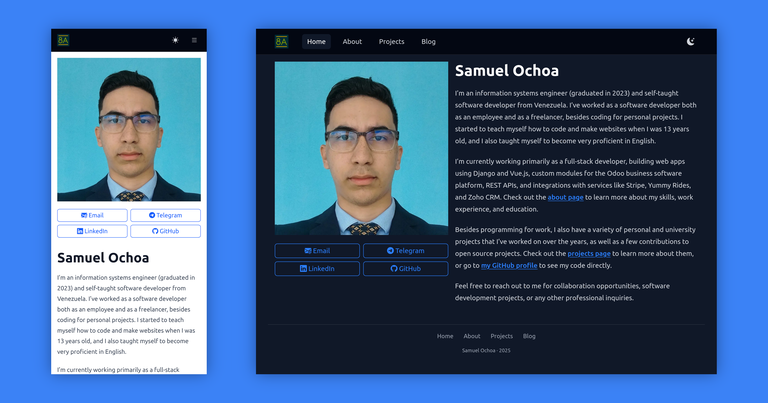 8A
Email
Telegram
LinkedIn
GitHub
Samuel Ochoa
I'm an information systems engineer (graduated in
2023) and self-taught software developer from
Venezuela. I've worked as a software developer
both as an employee and as a freelancer, besides
coding for personal projects. I started to teach
myself how to code and make websites when I was
13 years old, and I also taught myself to become
very proficient in English.
I'm currently working primarily as a full-stack
8A
Home
About
Projects
Blog
Samuel Ochoa
I'm an information systems engineer (graduated in 2023) and self-taught
software developer from Venezuela. I've worked as a software developer both
as an employee and as a freelancer, besides coding for personal projects. I
started to teach myself how to code and make websites when I was 13 years
old, and I also taught myself to become very proficient in English.
I'm currently working primarily as a full-stack developer, building web apps
using Django and Vue.js, custom modules for the Odoo business software
platform, REST APIs, and integrations with services like Stripe, Yummy Rides,
and Zoho CRM. Check out the about page to learn more about my skills, work
experience, and education.
Besides programming for work, I also have a variety of personal and university
projects that I've worked on over the years, as well as a few contributions to
open source projects. Check out the projects page to learn more about them,
or go to my GitHub profile to see my code directly.
Feel free to reach out to me for collaboration opportunities, software
development projects, or any other professional inquiries.
Email
Telegram
LinkedIn
GitHub
Home
About
Projects
Blog
Samuel Ochoa · 2025